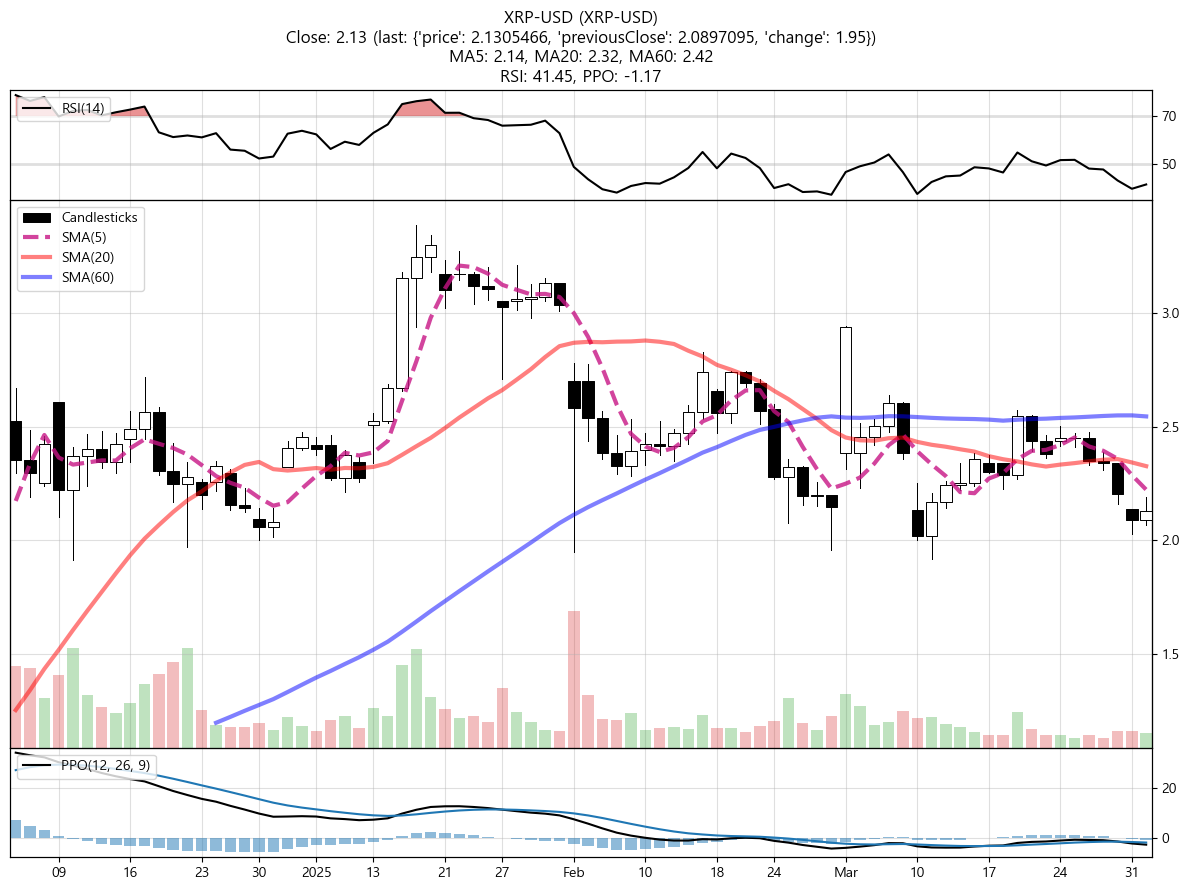 XRP-USD (XRP-USD)
Close: 2.13 (last: {'price': 2.1305466, 'previousClose': 2.0897095, 'change': 1.95})
MA5: 2.14, MA20: 2.32, MA60: 2.42
RSI: 41.45, PPO: -1.17
RSI(14)
70
50
Candlesticks
SMA(5)
SMA(20)
SMA(60)
3.0
2.5
2.0
1.5
PPO(12, 26, 9)
20
0
09 16 23 30 2025 13 21 27 Feb 10 18 24 Mar 10 17 24 31